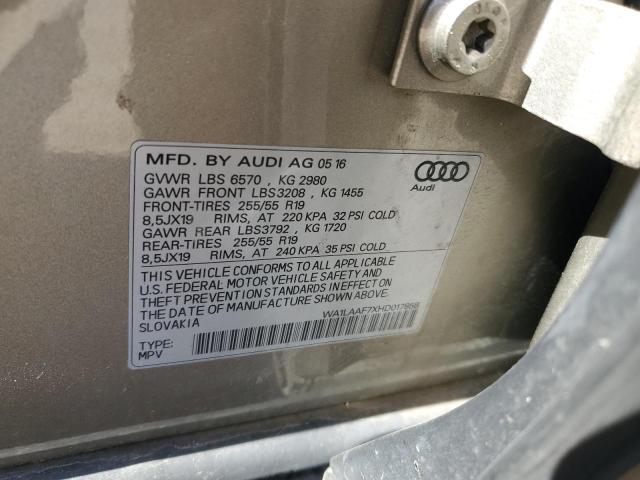 MFD. BY AUDI AG 05 16
GVWR LBS 6570 , KG 2980
GAWR FRONT LBS3208 , KG 1455
FRONT-TIRES 255/55 R19
8,5JX19 RIMS, AT 220 KPA 32 PSI COLD
GAWR REAR LBS3792 , KG 1720
REAR-TIRES 255/55 R19
8,5JX19 RIMS, AT 240 KPA 35 PSI COLD
THIS VEHICLE CONFORMS TO ALL APPLICABLE
U.S. FEDERAL MOTOR VEHICLE SAFETY AND
THEFT PREVENTION STANDARDS IN EFFECT ON
THE DATE OF MANUFACTURE SHOWN ABOVE.
SLOVAKIA
WA1LAAF7XHD017958
TYPE:
MPV
Audi